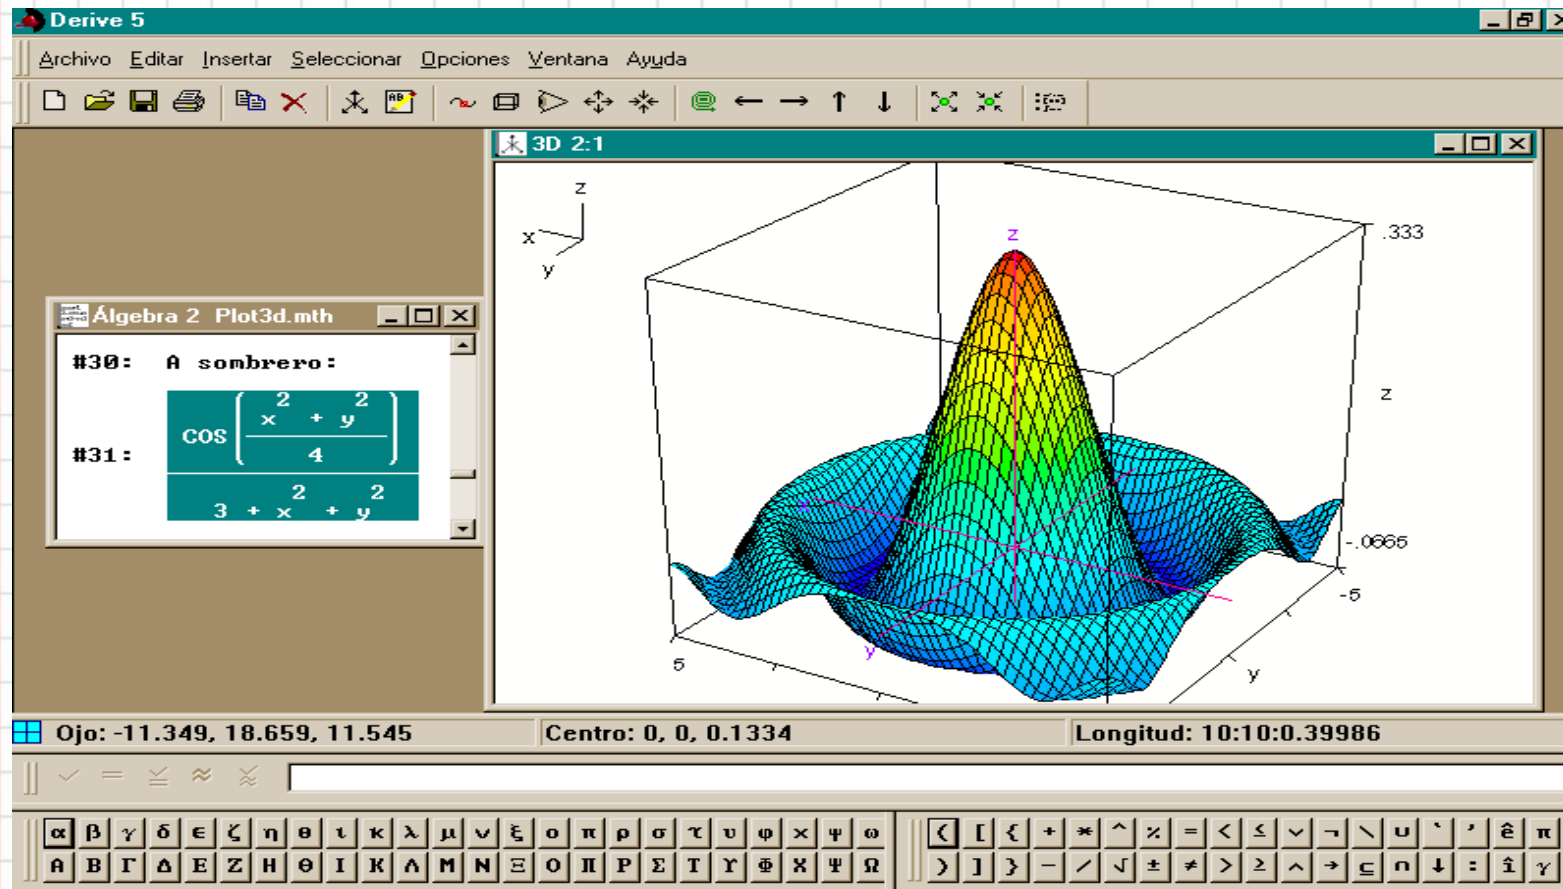 Derive 5
Archivo Editar Insertar Seleccionar Opciones Ventana Ayuda
3D 2:1
z
x
y
z
.333
z
x
-.0665
-5
y
5
y
Álgebra 2 Plot3d.mth
#30: A sombrero:
#31: COS ( x^2 + y^2 / 4 )
3 + x^2 + y^2
Ojo: -11.349, 18.659, 11.545 Centro: 0, 0, 0.1334 Longitud: 10:10:0.39986
✓ = ≚ ≈
α β γ δ ε ζ η θ ι κ λ μ ν ξ ο π ρ σ τ υ φ χ ψ ω ( [ { + * ^ % = < ≤ ∨ ¬ \ ∪ ` ' ê π
Α Β Γ Δ Ε Ζ Η Θ Ι Κ Λ Μ Ν Ξ Ο Π Ρ Σ Τ Υ Φ Χ Ψ Ω ) ] } - / √ ± ≠ > ≥ ∧ → ⊆ ∩ ↓ : î γ